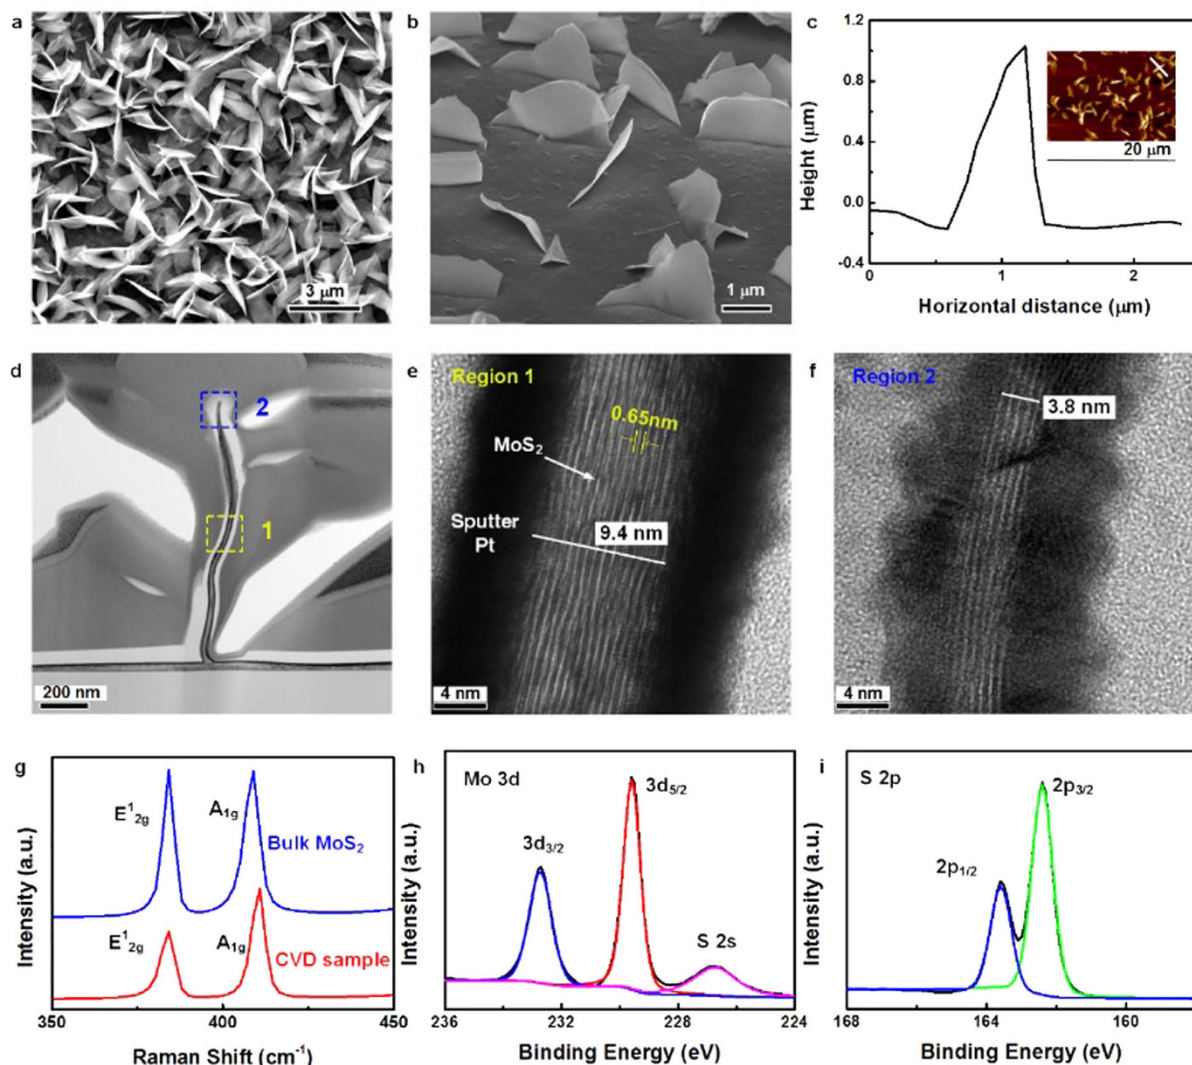 a
3 μm
b
1 μm
c
Height (μm)
1.2
0.8
0.4
0.0
-0.4
20 μm
0
1
2
Horizontal distance (μm)
d
2
1
200 nm
e
Region 1
0.65nm
MoS₂
Sputter
Pt
9.4 nm
4 nm
f
Region 2
3.8 nm
4 nm
g
Intensity (a.u.)
E¹2g
A1g
Bulk MoS₂
E¹2g
A1g
CVD sample
350
400
450
Raman Shift (cm⁻¹)
h
Mo 3d
Intensity (a.u.)
3d5/2
3d3/2
S 2s
236
232
228
224
Binding Energy (eV)
i
S 2p
Intensity (a.u.)
2p3/2
2p1/2
168
164
160
Binding Energy (eV)